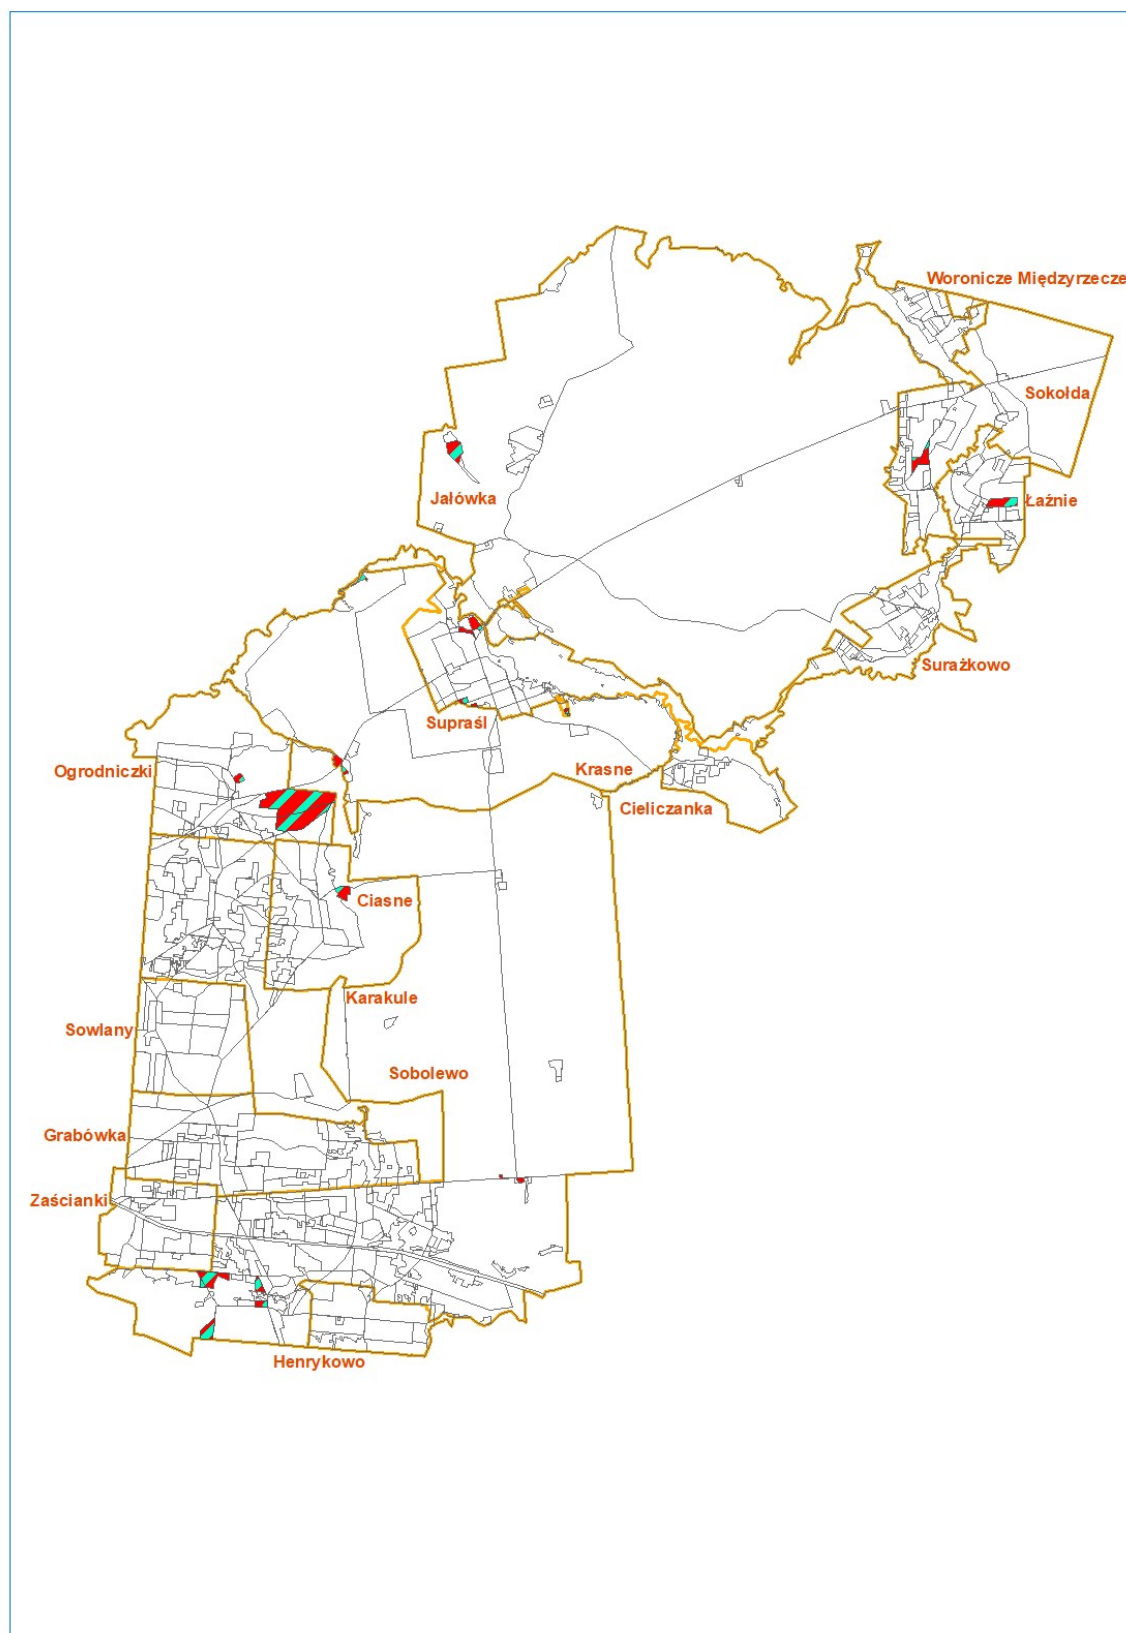 Woronicze Międzyrzecze
Sokołda
Jałówka
Łaźnie
Surażkowo
Supraśl
Ogrodniczki
Krasne
Cieliczanka
Ciasne
Karakule
Sowlany
Sobolewo
Grabówka
Zaścianki
Henrykowo